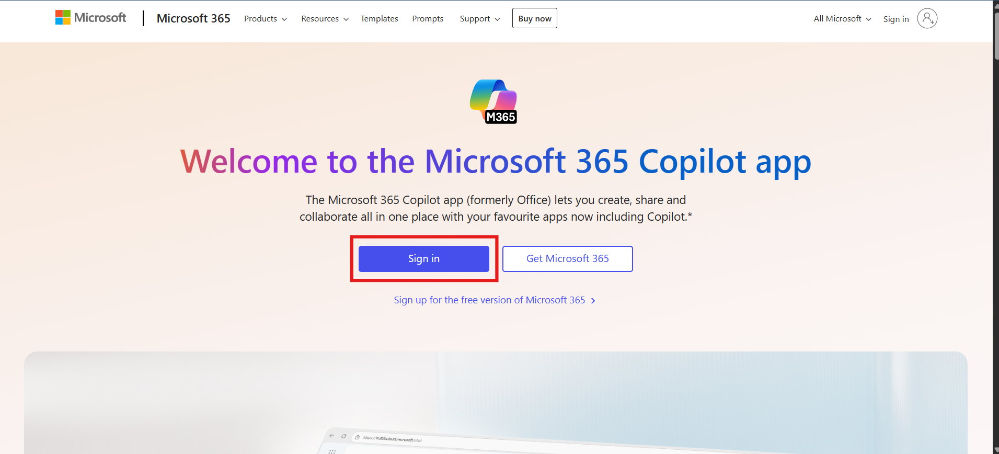 Microsoft
Microsoft 365
Products
Resources
Templates
Prompts
Support
Buy now
All Microsoft
Sign in
M365
Welcome to the Microsoft 365 Copilot app
The Microsoft 365 Copilot app (formerly Office) lets you create, share and
collaborate all in one place with your favourite apps now including Copilot.*
Sign in
Get Microsoft 365
Sign up for the free version of Microsoft 365
https://m365.cloud.microsoft/chat